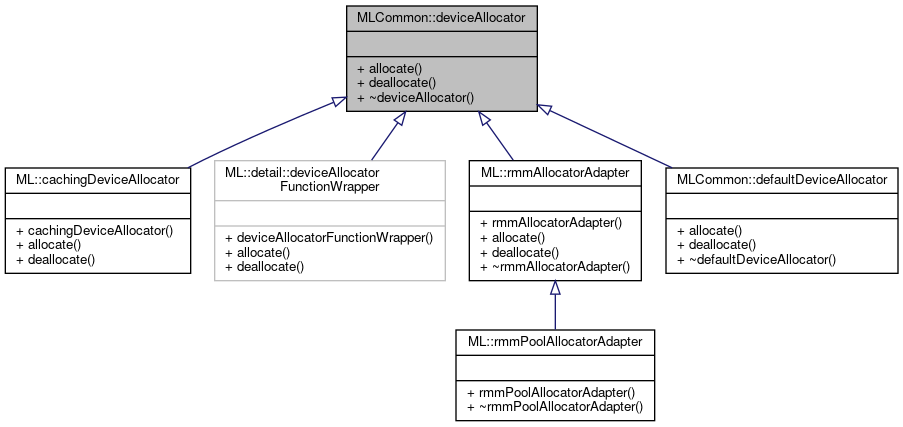 MLCommon::deviceAllocator
+ allocate()
+ deallocate()
+ ~deviceAllocator()
ML::cachingDeviceAllocator
+ cachingDeviceAllocator()
+ allocate()
+ deallocate()
ML::detail::deviceAllocator
FunctionWrapper
+ deviceAllocatorFunctionWrapper()
+ allocate()
+ deallocate()
ML::rmmAllocatorAdapter
+ rmmAllocatorAdapter()
+ allocate()
+ deallocate()
+ ~rmmAllocatorAdapter()
MLCommon::defaultDeviceAllocator
+ allocate()
+ deallocate()
+ ~defaultDeviceAllocator()
ML::rmmPoolAllocatorAdapter
+ rmmPoolAllocatorAdapter()
+ ~rmmPoolAllocatorAdapter()